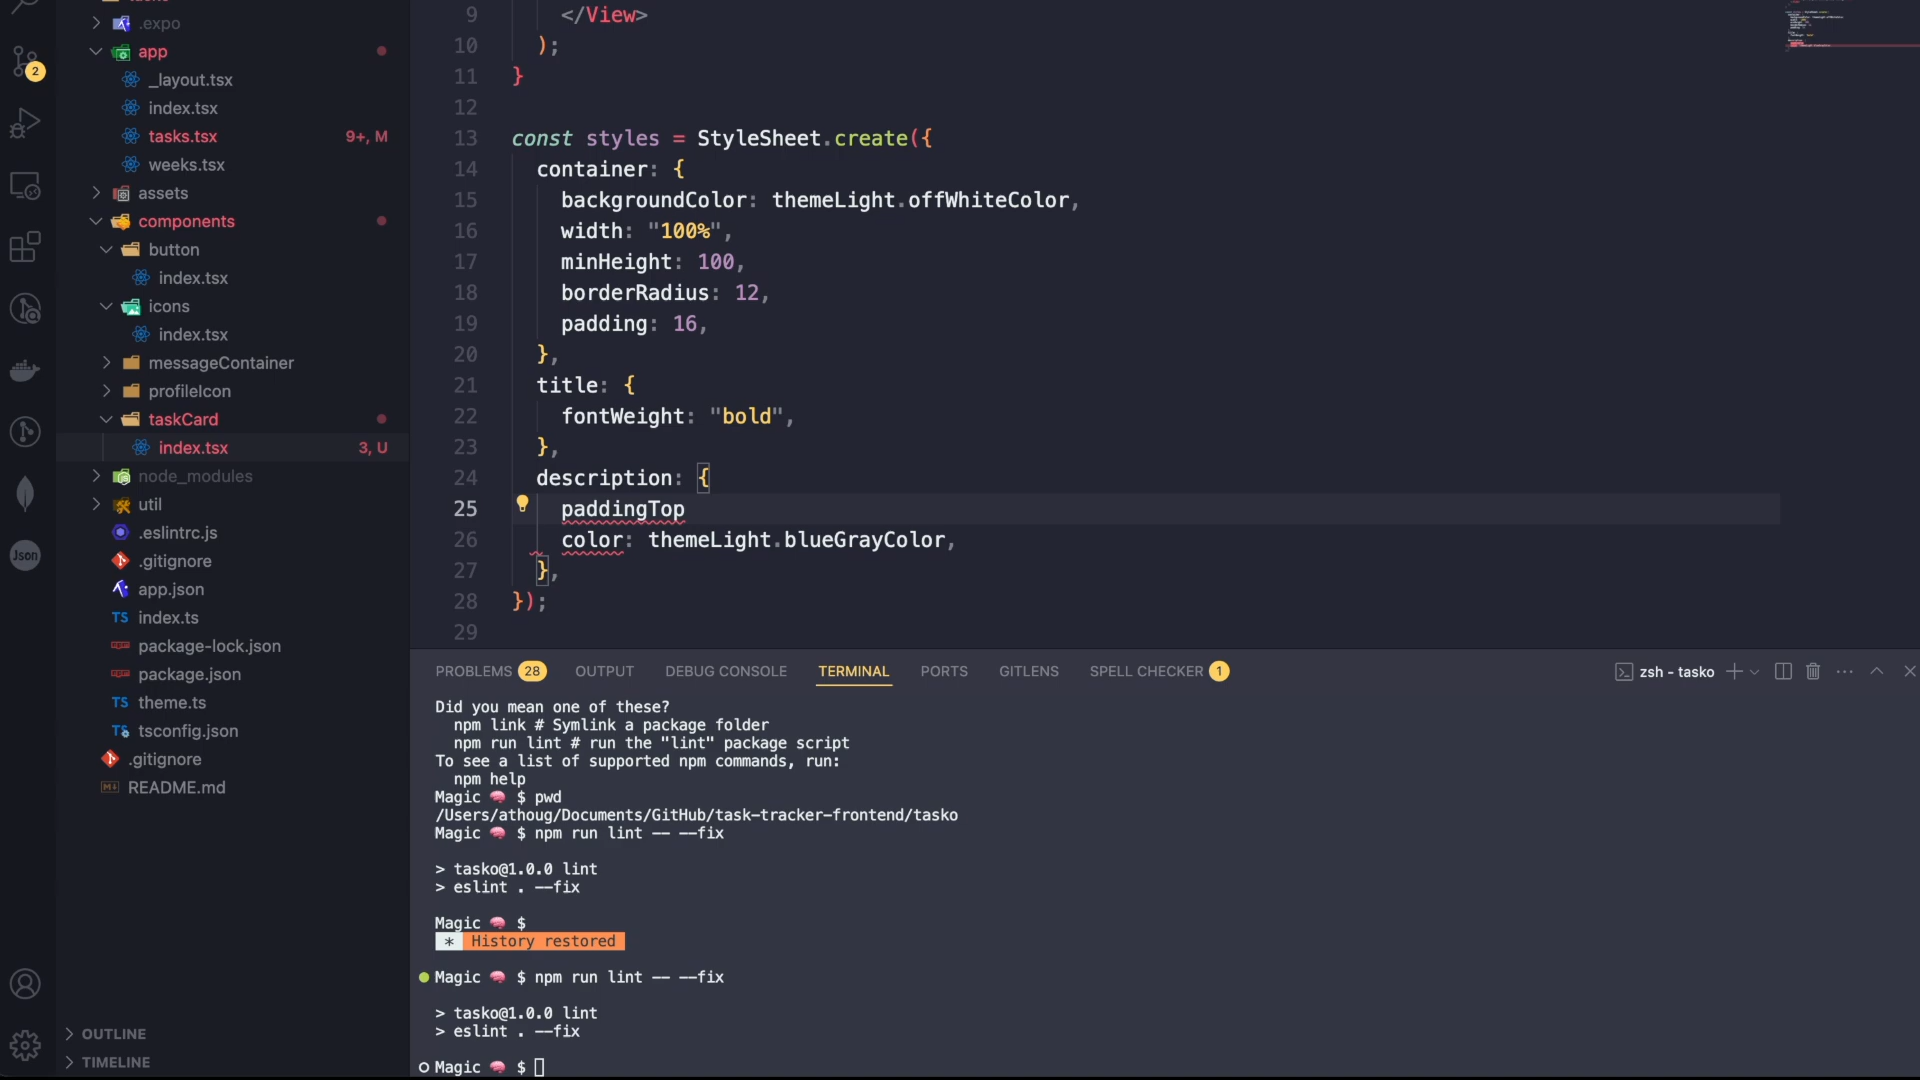 .expo
app
_layout.tsx
index.tsx
tasks.tsx 9+, M
weeks.tsx
assets
components
button
index.tsx
icons
index.tsx
messageContainer
profileIcon
taskCard
index.tsx 3, U
node_modules
util
.eslintrc.js
.gitignore
app.json
TS index.ts
package-lock.json
package.json
TS theme.ts
TS tsconfig.json
.gitignore
README.md
OUTLINE
TIMELINE
2
Json
9 </View>
10 );
11 }
12
13 const styles = StyleSheet.create({
14 container: {
15 backgroundColor: themeLight.offWhiteColor,
16 width: "100%",
17 minHeight: 100,
18 borderRadius: 12,
19 padding: 16,
20 },
21 title: {
22 fontWeight: "bold",
23 },
24 description: {
25 paddingTop
26 color: themeLight.blueGrayColor,
27 },
28 });
29
PROBLEMS 28 OUTPUT DEBUG CONSOLE TERMINAL PORTS GITLENS SPELL CHECKER 1 zsh - tasko
Did you mean one of these?
npm link # Symlink a package folder
npm run lint # run the "lint" package script
To see a list of supported npm commands, run:
npm help
Magic 🧠 $ pwd
/Users/athoug/Documents/GitHub/task-tracker-frontend/tasko
Magic 🧠 $ npm run lint -- --fix
> tasko@1.0.0 lint
> eslint . --fix
Magic 🧠 $
* History restored
Magic 🧠 $ npm run lint -- --fix
> tasko@1.0.0 lint
> eslint . --fix
Magic 🧠 $